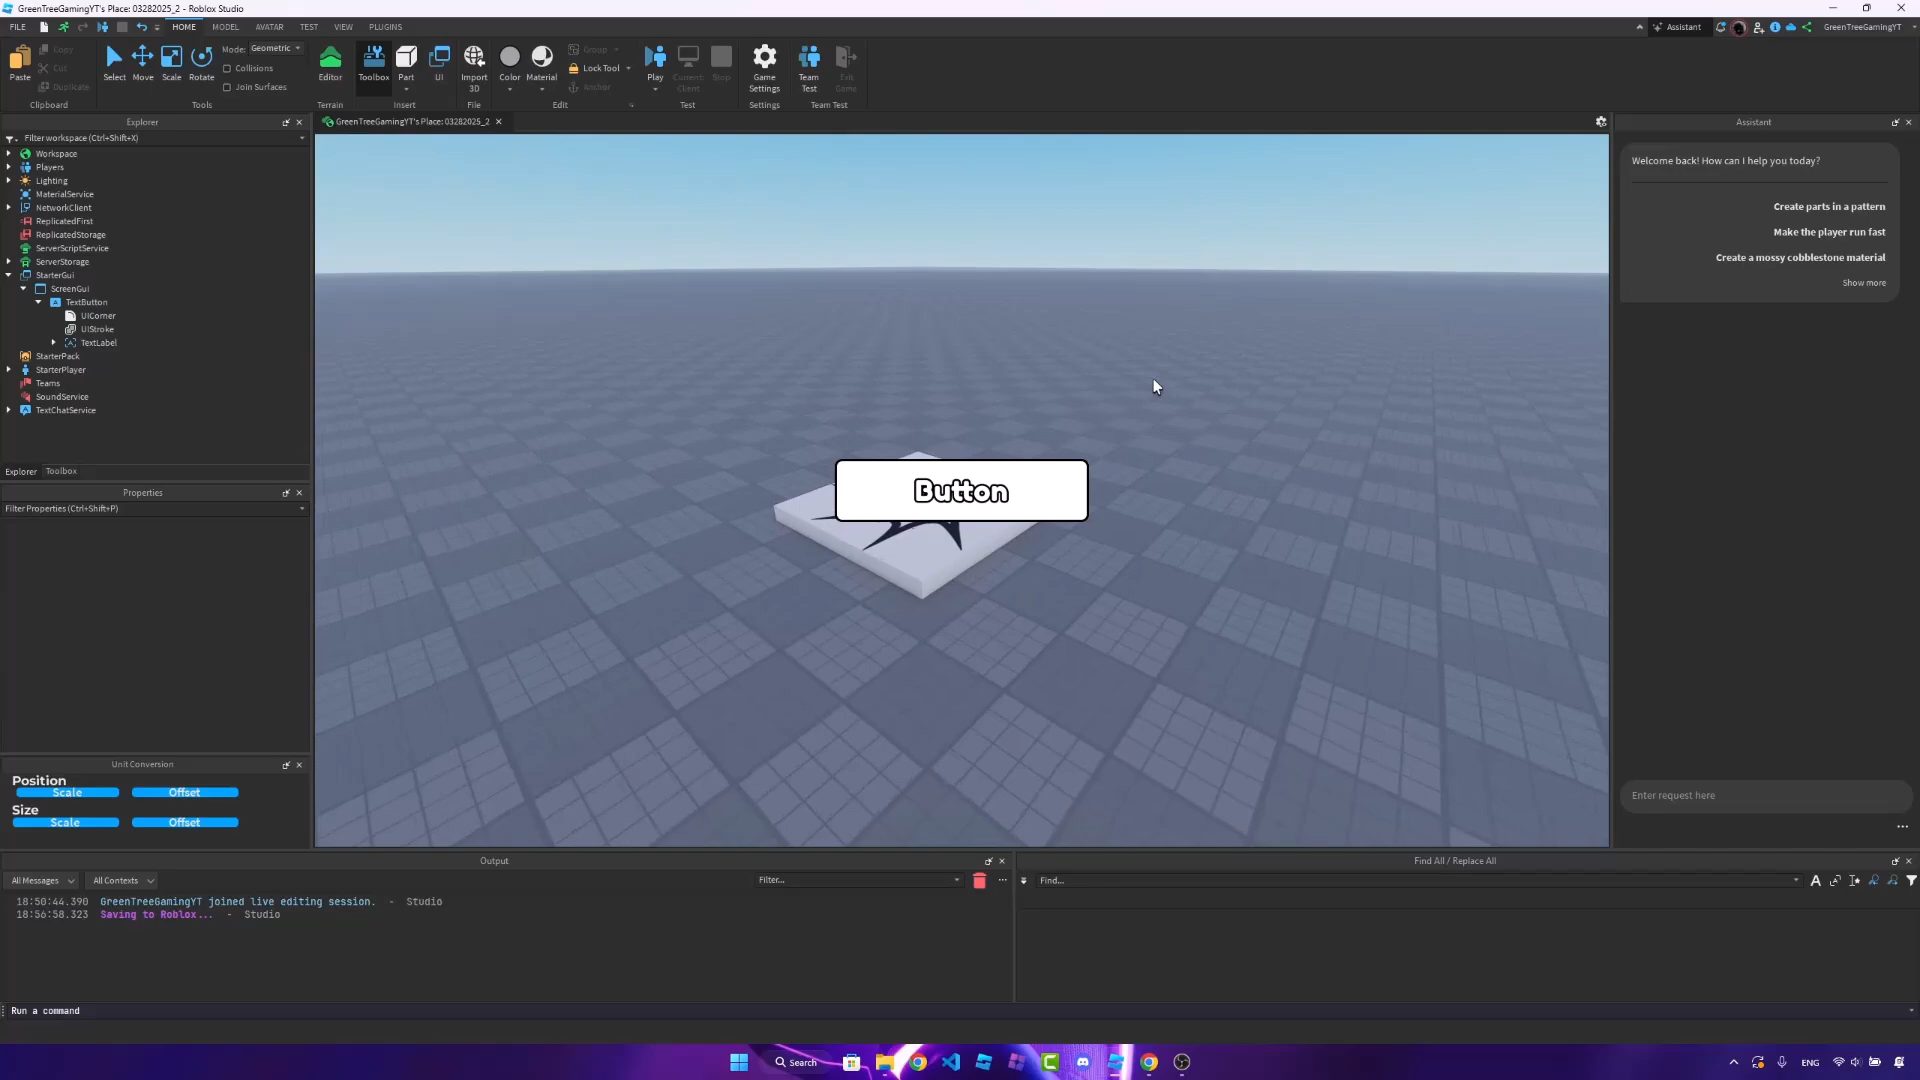 GreenTreeGamingYT's Place: 03282025_2 - Roblox Studio
FILE HOME MODEL AVATAR TEST VIEW PLUGINS
Assistant GreenTreeGamingYT
Paste Copy Cut Duplicate
Select Move Scale Rotate
Mode: Geometric
Collisions
Join Surfaces
Editor Toolbox Part UI
Import 3D
Color Material
Group
Lock Tool
Anchor
Play
Current: Client
Stop
Game Settings
Team Test
Exit Game
Clipboard Tools Terrain Insert File Edit Test Settings Team Test
Explorer
Filter workspace (Ctrl+Shift+X)
Workspace
Players
Lighting
MaterialService
NetworkClient
ReplicatedFirst
ReplicatedStorage
ServerScriptService
ServerStorage
StarterGui
ScreenGui
TextButton
UICorner
UIStroke
TextLabel
StarterPack
StarterPlayer
Teams
SoundService
TextChatService
Explorer Toolbox
Properties
Filter Properties (Ctrl+Shift+P)
Unit Conversion
Position
Scale Offset
Size
Scale Offset
GreenTreeGamingYT's Place: 03282025_2
Button
Assistant
Welcome back! How can I help you today?
Create parts in a pattern
Make the player run fast
Create a mossy cobblestone material
Show more
Enter request here
Output
All Messages All Contexts Filter...
18:50:44.390 GreenTreeGamingYT joined live editing session. - Studio
18:56:58.323 Saving to Roblox... - Studio
Find All / Replace All
Find...
Run a command
Search
ENG